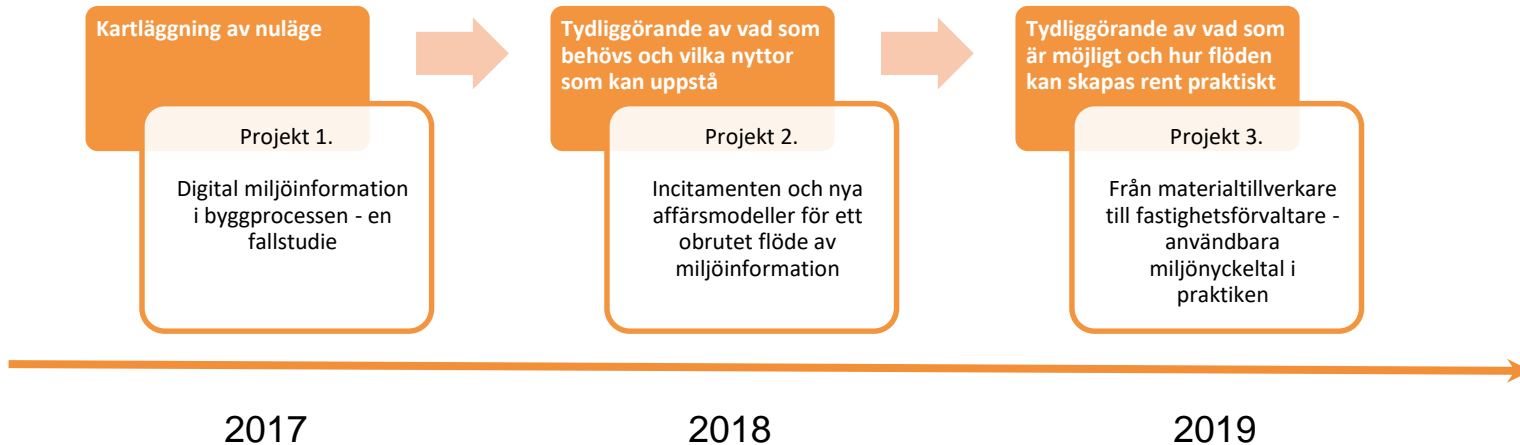 Kartläggning av nuläge
Projekt 1.
Digital miljöinformation
i byggprocessen - en
fallstudie
Tydliggörande av vad som
behövs och vilka nyttor
som kan uppstå
Projekt 2.
Incitamenten och nya
affärsmodeller för ett
obrutet flöde av
miljöinformation
Tydliggörande av vad som
är möjligt och hur flöden
kan skapas rent praktiskt
Projekt 3.
Från materialtillverkare
till fastighetsförvaltare -
användbara
miljönyckeltal i
praktiken
2017
2018
2019